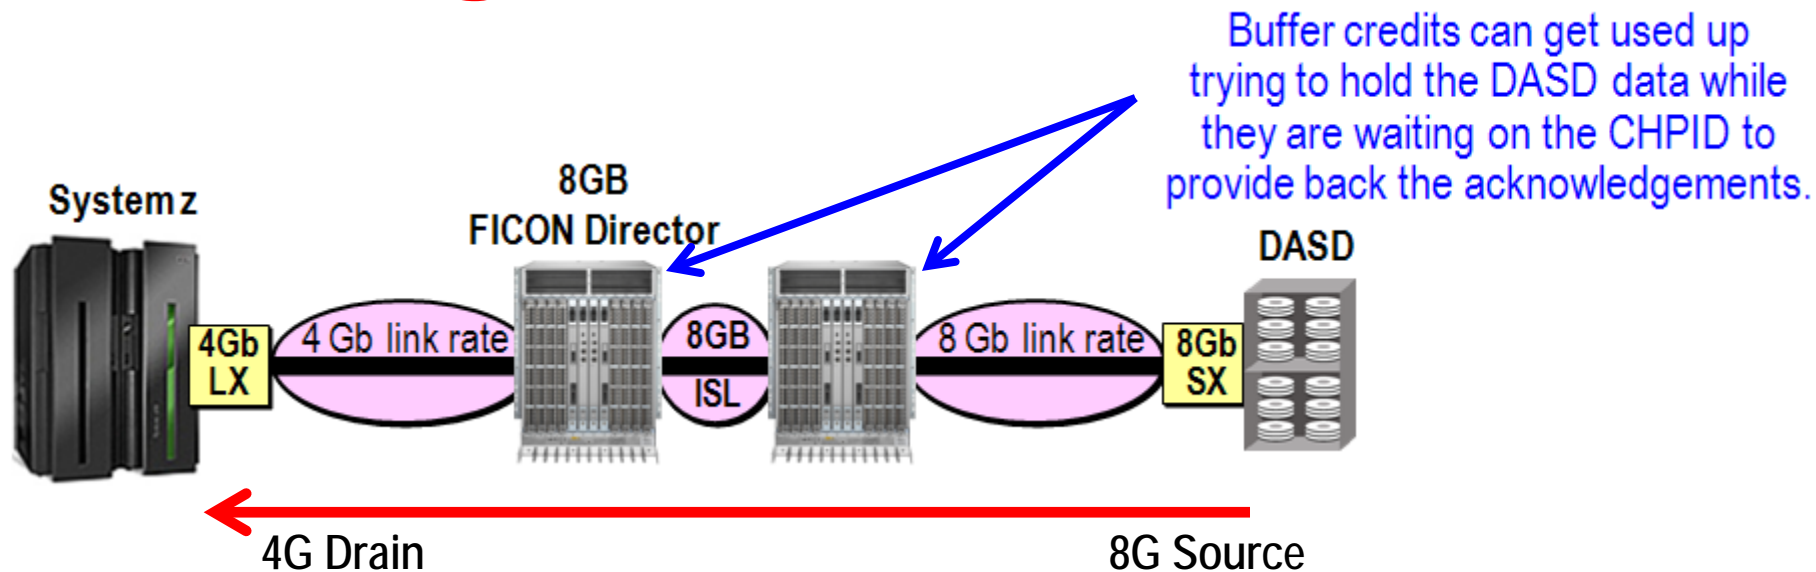 Buffer credits can get used up
trying to hold the DASD data while
they are waiting on the CHPID to
provide back the acknowledgements.
System z
8GB
FICON Director
DASD
4Gb
LX
4 Gb link rate
8GB
ISL
8 Gb link rate
8Gb
SX
4G Drain
8G Source